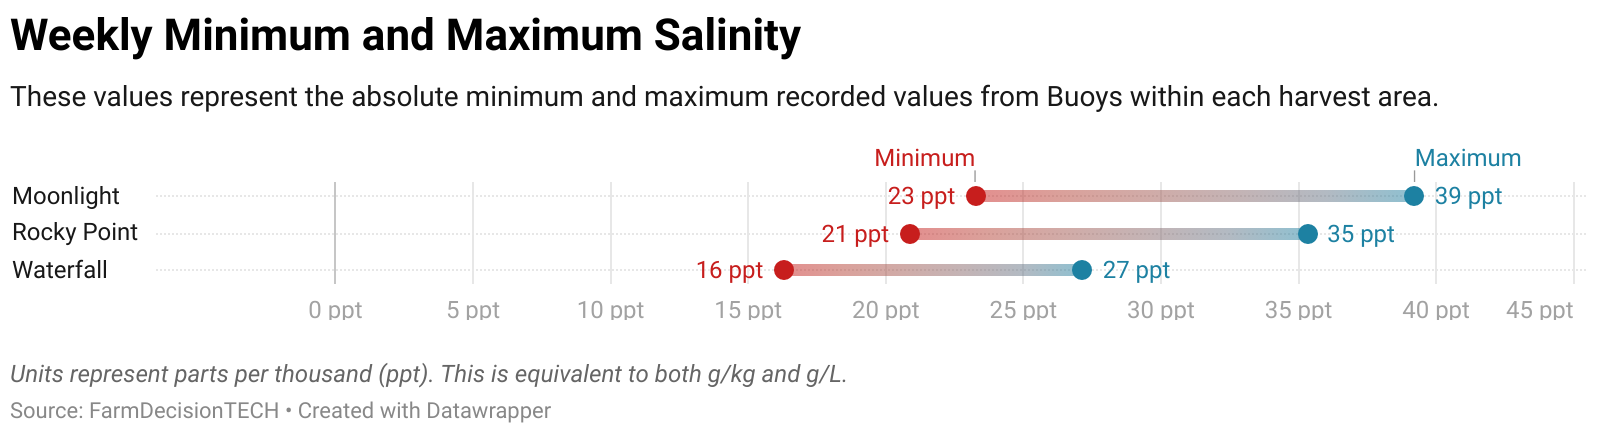 Weekly Minimum and Maximum Salinity
These values represent the absolute minimum and maximum recorded values from Buoys within each harvest area.
Minimum Maximum
Moonlight 23 ppt 39 ppt
Rocky Point 21 ppt 35 ppt
Waterfall 16 ppt 27 ppt
0 ppt 5 ppt 10 ppt 15 ppt 20 ppt 25 ppt 30 ppt 35 ppt 40 ppt 45 ppt
Units represent parts per thousand (ppt). This is equivalent to both g/kg and g/L.
Source: FarmDecisionTECH • Created with Datawrapper